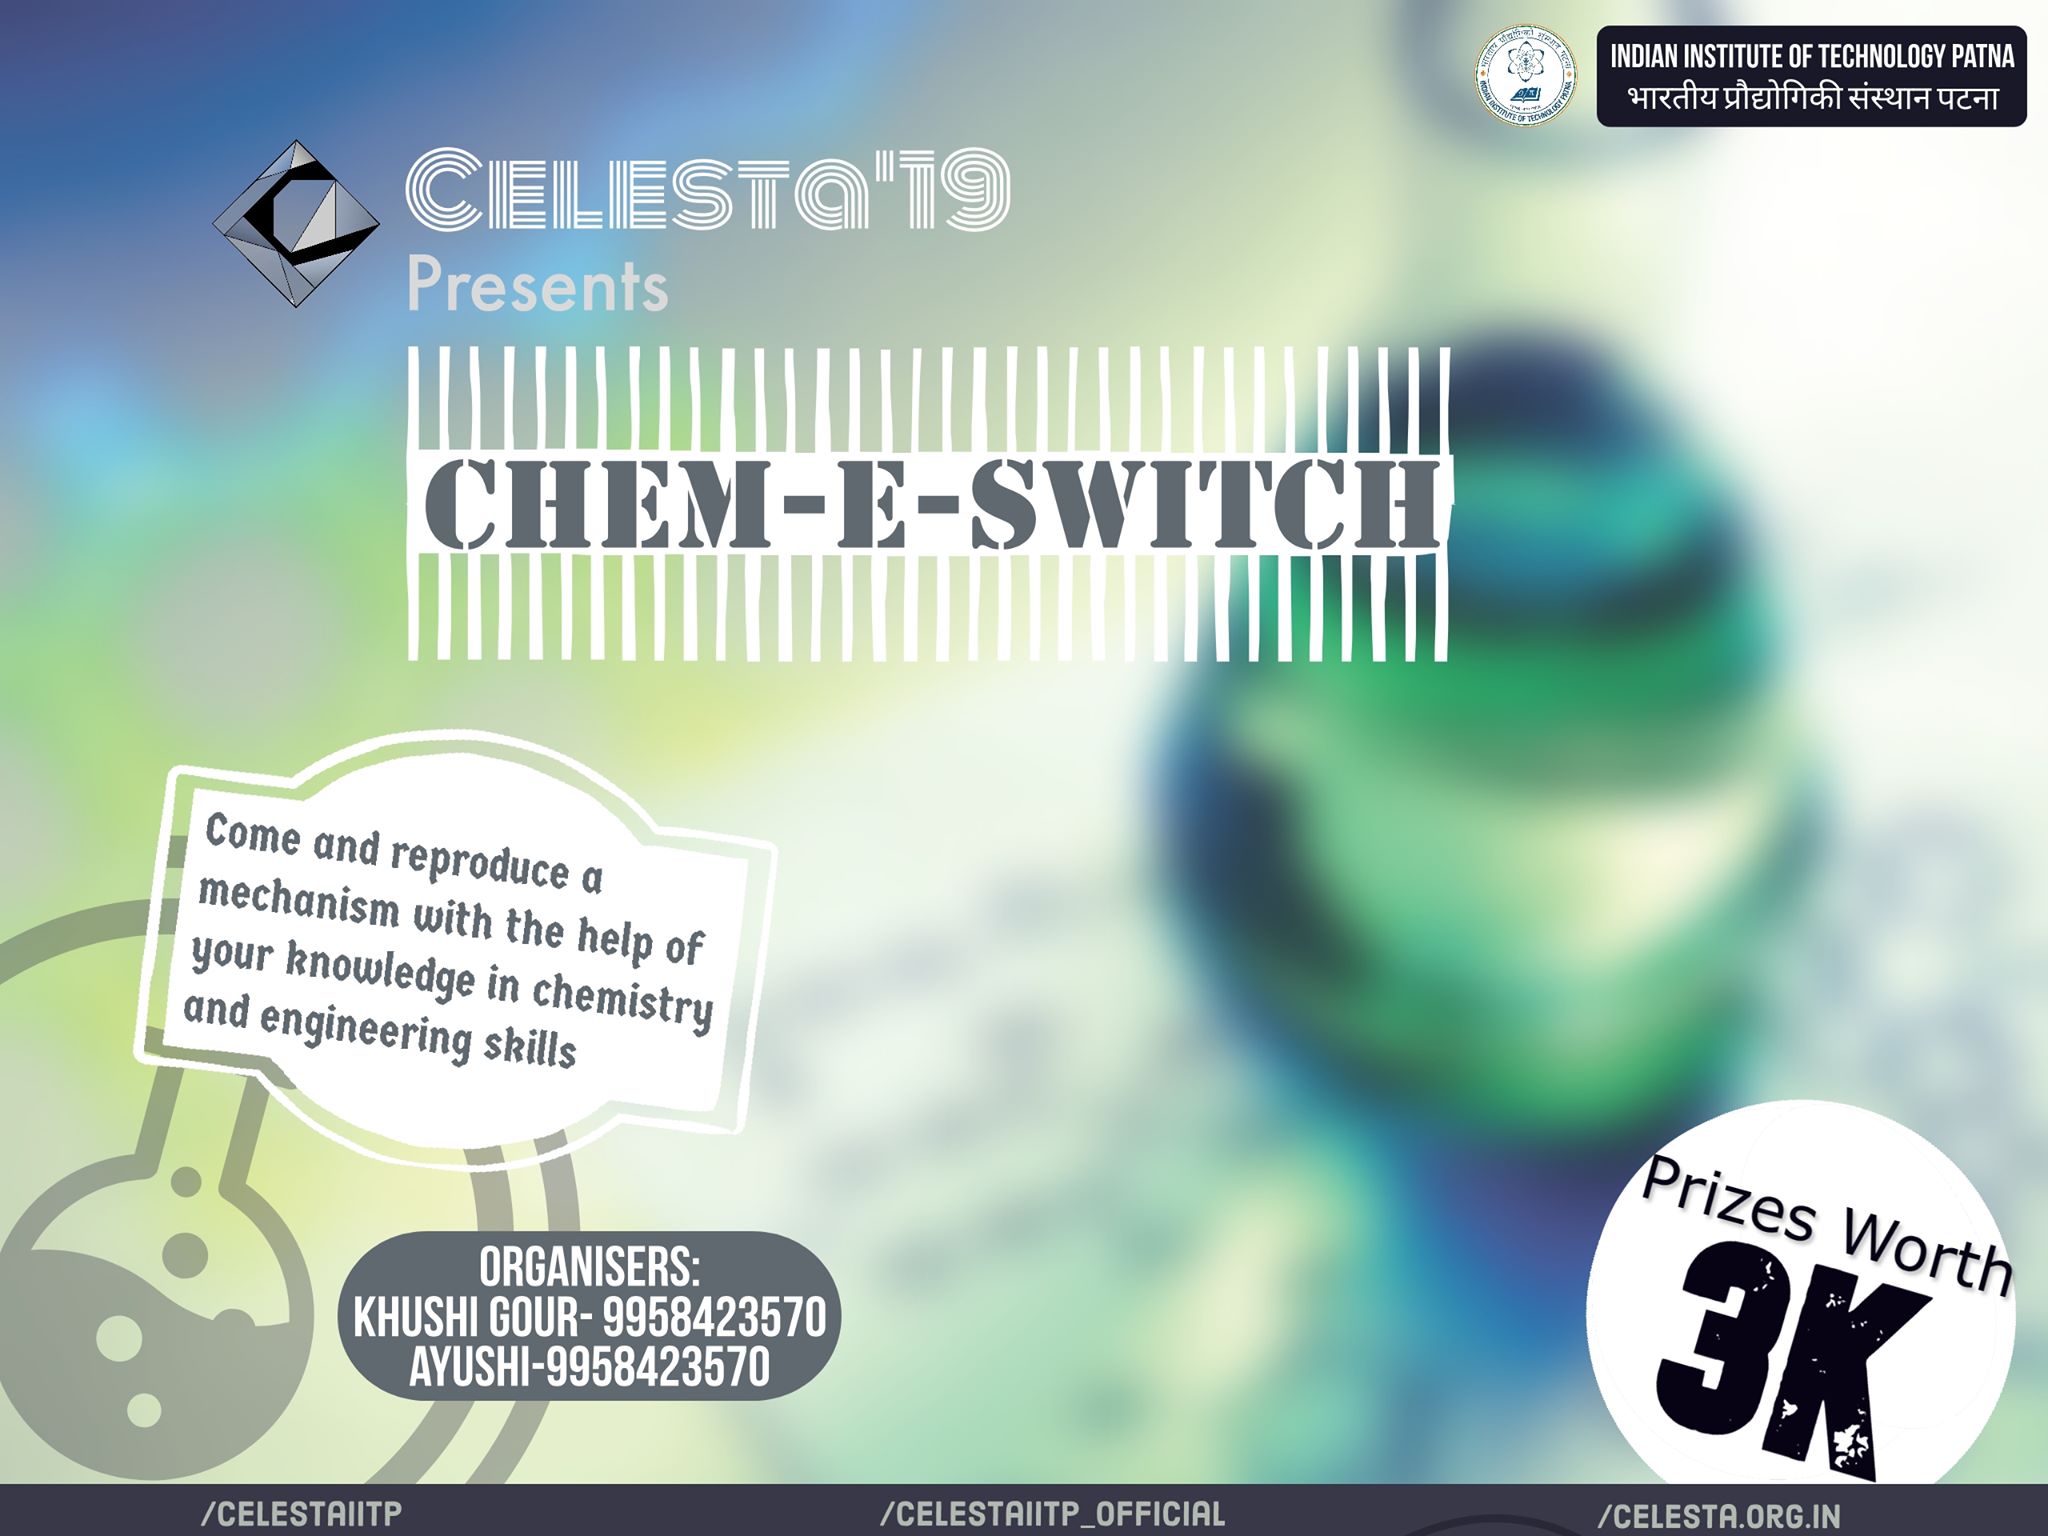 INDIAN INSTITUTE OF TECHNOLOGY PATNA
भारतीय प्रौद्योगिकी संस्थान पटना
CELESTa'19
Presents
CHEM-E-SWITCH
Come and reproduce a
mechanism with the help of
your knowledge in chemistry
and engineering skills
ORGANISERS:
KHUSHI GOUR- 9958423570
AYUSHI-9958423570
Prizes Worth
3K
/CELESTAIITP
/CELESTAIITP_OFFICIAL
/CELESTA.ORG.IN